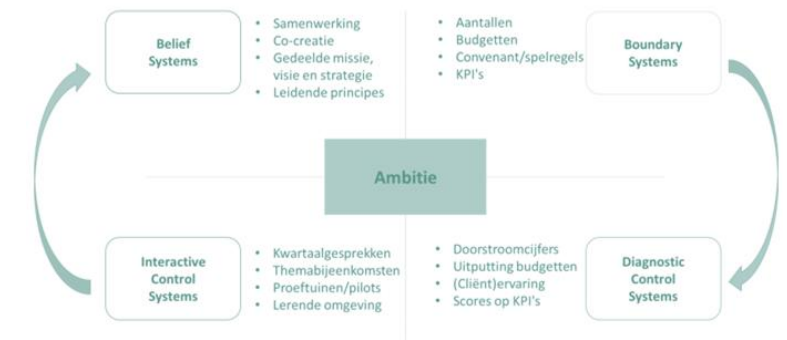 Belief
Systems
• Samenwerking
• Co-creatie
• Gedeelde missie,
visie en strategie
• Leidende principes
• Aantallen
• Budgetten
• Convenant/spelregels
• KPI's
Boundary
Systems
Ambitie
Interactive
Control
Systems
• Kwartaalgesprekken
• Themabijeenkomsten
• Proeftuinen/pilots
• Lerende omgeving
• Doorstroomcijfers
• Uitputting budgetten
• (Cliënt)ervaring
• Scores op KPI's
Diagnostic
Control
Systems